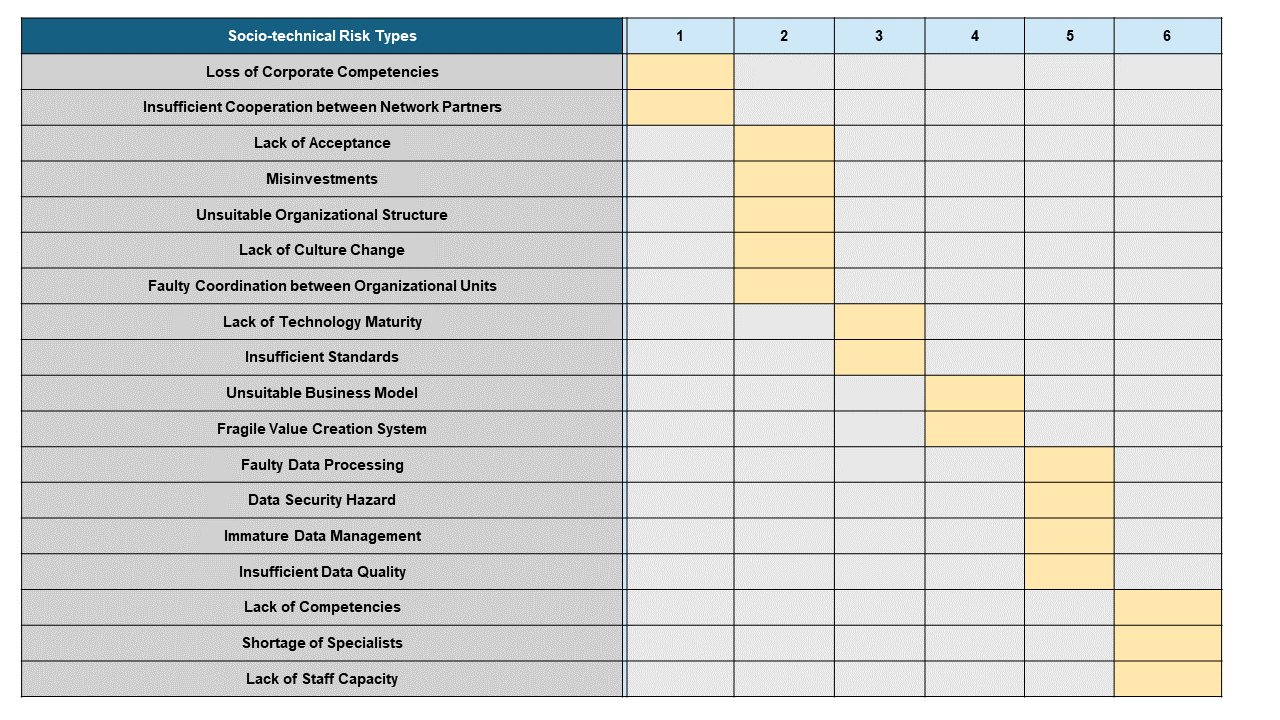 Socio-technical Risk Types 1 2 3 4 5 6
Loss of Corporate Competencies
Insufficient Cooperation between Network Partners
Lack of Acceptance
Misinvestments
Unsuitable Organizational Structure
Lack of Culture Change
Faulty Coordination between Organizational Units
Lack of Technology Maturity
Insufficient Standards
Unsuitable Business Model
Fragile Value Creation System
Faulty Data Processing
Data Security Hazard
Immature Data Management
Insufficient Data Quality
Lack of Competencies
Shortage of Specialists
Lack of Staff Capacity